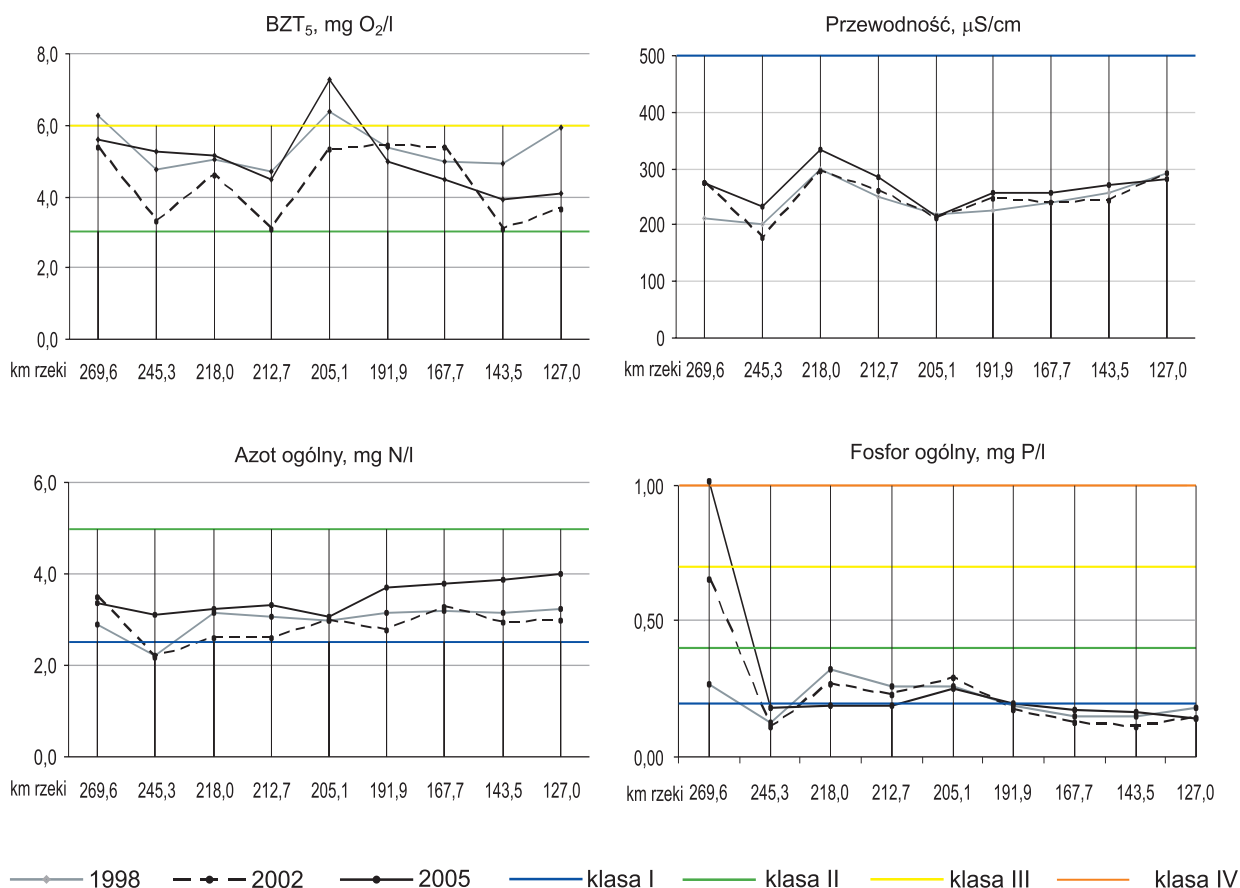 BZT5, mg O2/l
8,0
6,0
4,0
2,0
0,0
km rzeki 269,6 245,3 218,0 212,7 205,1 191,9 167,7 143,5 127,0
Przewodność, μS/cm
500
400
300
200
100
0
km rzeki 269,6 245,3 218,0 212,7 205,1 191,9 167,7 143,5 127,0
Azot ogólny, mg N/l
6,0
4,0
2,0
0,0
km rzeki 269,6 245,3 218,0 212,7 205,1 191,9 167,7 143,5 127,0
Fosfor ogólny, mg P/l
1,00
0,50
0,00
km rzeki 269,6 245,3 218,0 212,7 205,1 191,9 167,7 143,5 127,0
1998 2002 2005 klasa I klasa II klasa III klasa IV